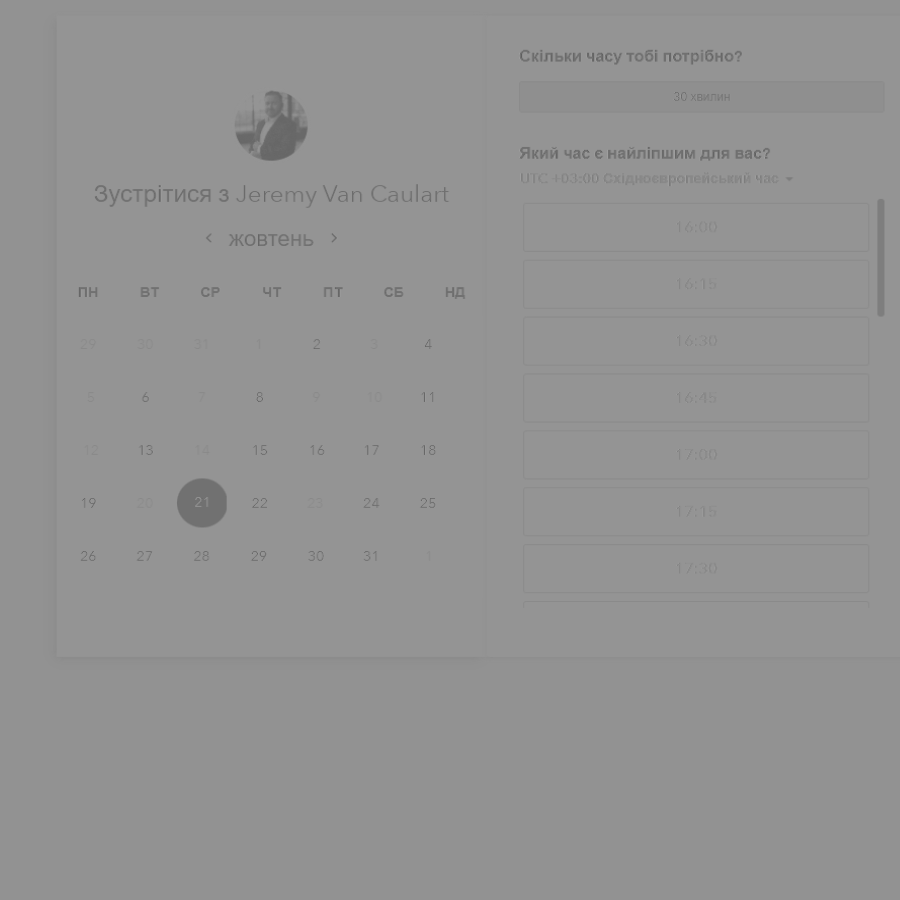 Зустрітися з Jeremy Van Caulart
жовтень
ПН ВТ СР ЧТ ПТ СБ НД
29 30 31 1 2 3 4
5 6 7 8 9 10 11
12 13 14 15 16 17 18
19 20 21 22 23 24 25
26 27 28 29 30 31 1
Скільки часу тобі потрібно?
30 хвилин
Який час є найліпшим для вас?
UTC +03:00 Східноєвропейський час
16:00
16:15
16:30
16:45
17:00
17:15
17:30